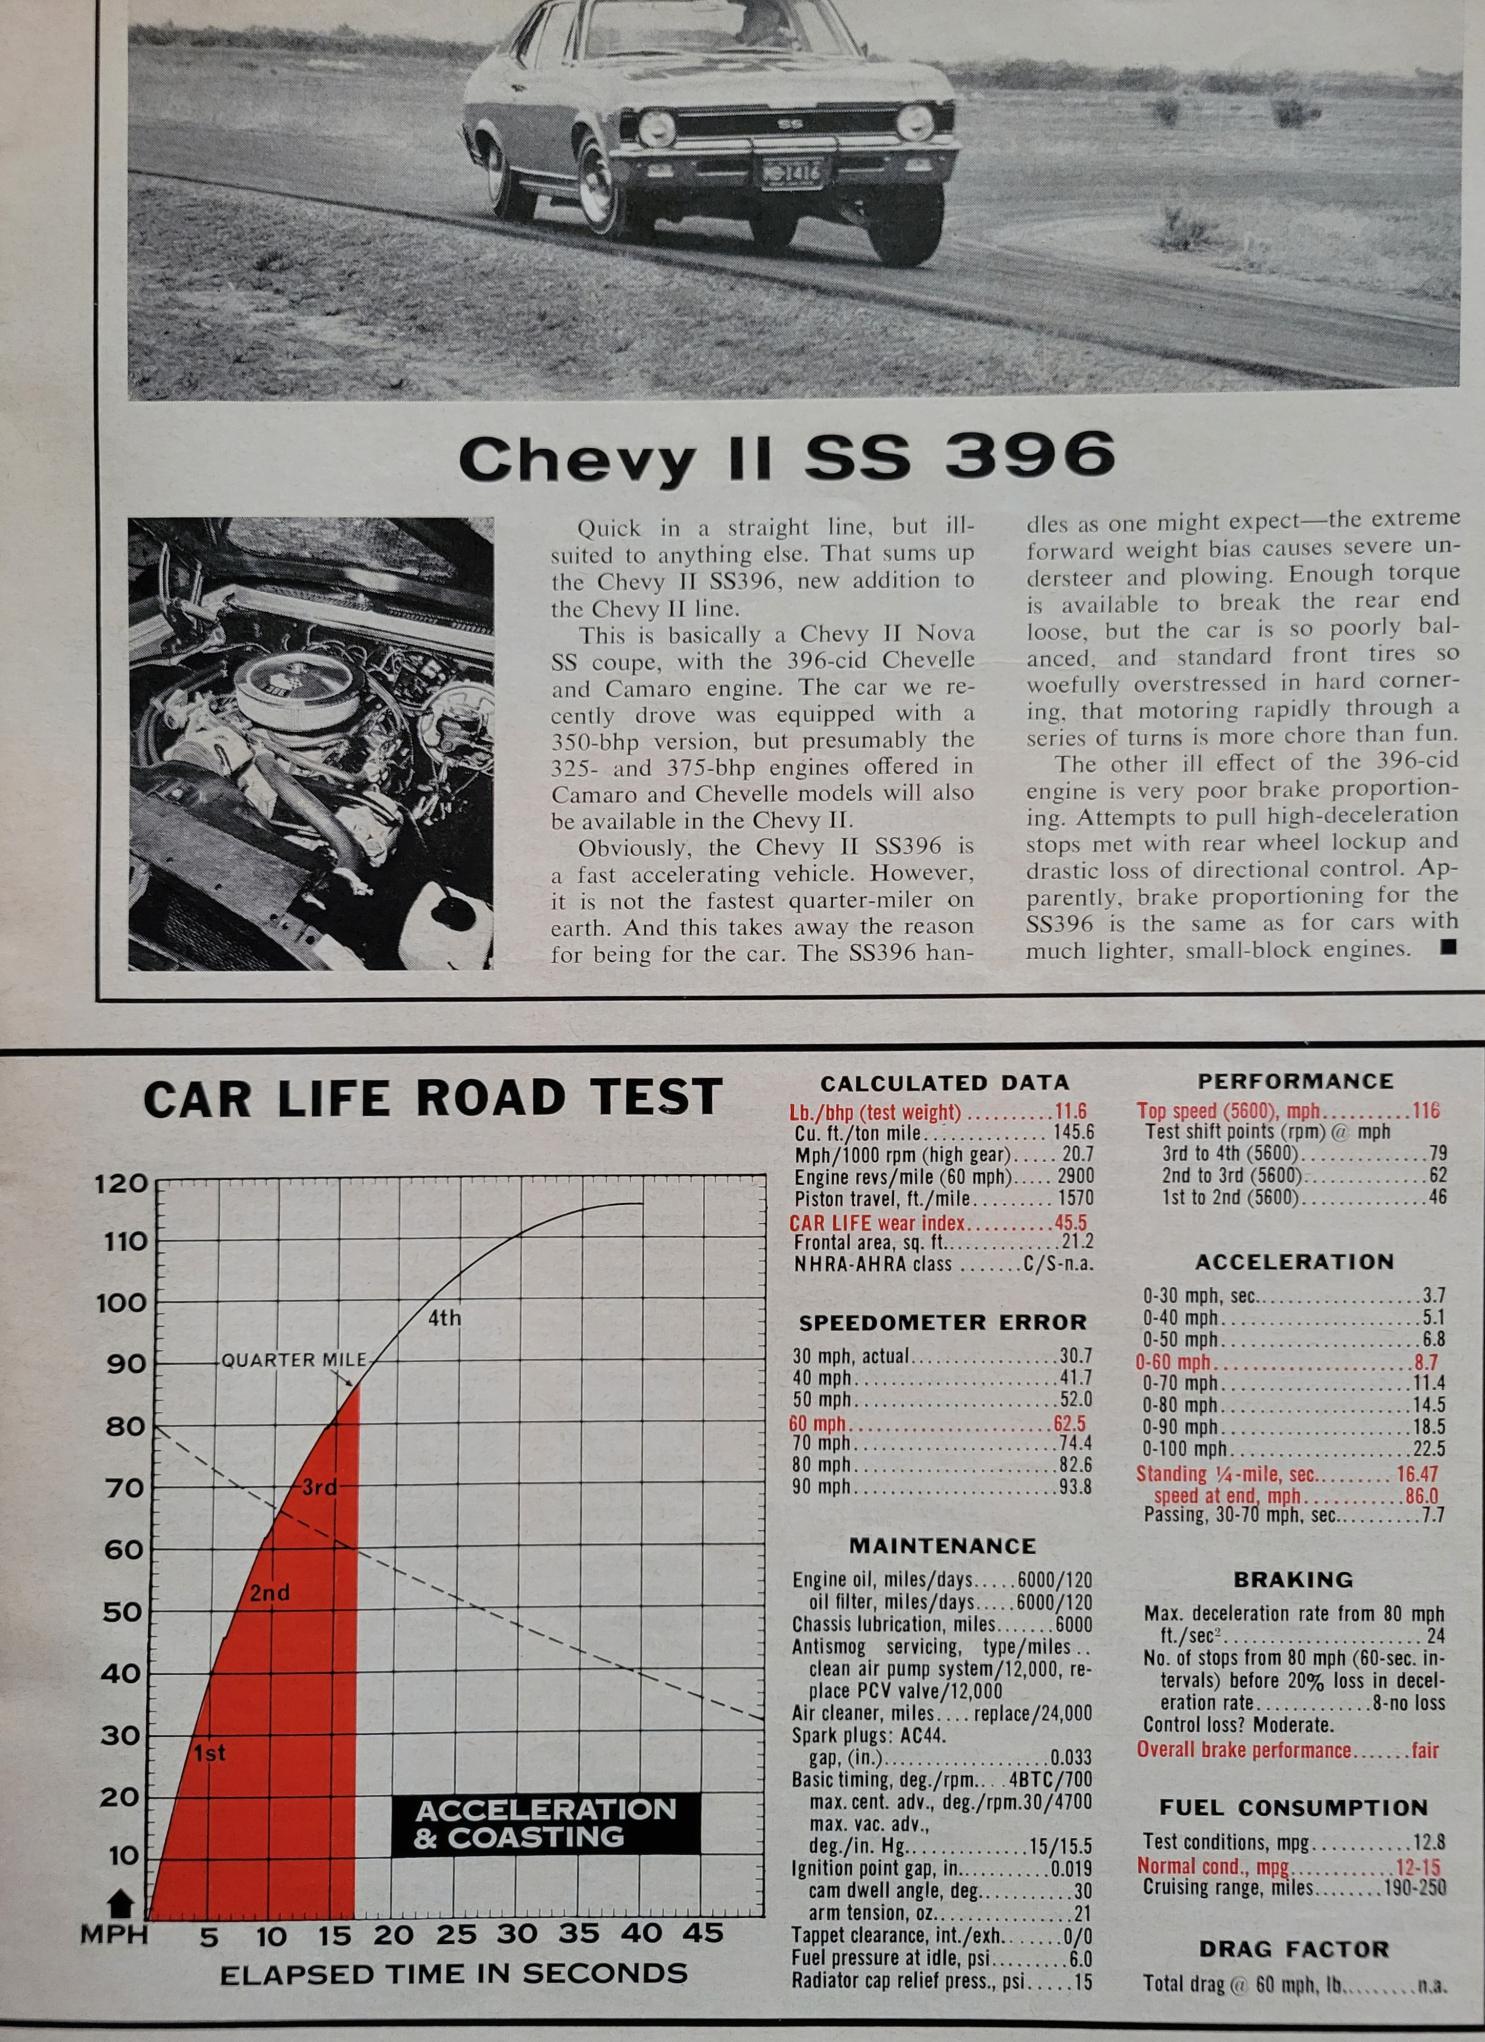 SS
1416
Chevy II SS 396
Quick in a straight line, but ill-
suited to anything else. That sums up
the Chevy II SS396, new addition to
the Chevy II line.
This is basically a Chevy II Nova
SS coupe, with the 396-cid Chevelle
and Camaro engine. The car we re-
cently drove was equipped with a
350-bhp version, but presumably the
325- and 375-bhp engines offered in
Camaro and Chevelle models will also
be available in the Chevy II.
Obviously, the Chevy II SS396 is
a fast accelerating vehicle. However,
it is not the fastest quarter-miler on
earth. And this takes away the reason
for being for the car. The SS396 han-
dles as one might expect—the extreme
forward weight bias causes severe un-
dersteer and plowing. Enough torque
is available to break the rear end
loose, but the car is so poorly bal-
anced, and standard front tires so
woefully overstressed in hard corner-
ing, that motoring rapidly through a
series of turns is more chore than fun.
The other ill effect of the 396-cid
engine is very poor brake proportion-
ing. Attempts to pull high-deceleration
stops met with rear wheel lockup and
drastic loss of directional control. Ap-
parently, brake proportioning for the
SS396 is the same as for cars with
much lighter, small-block engines. ■
CAR LIFE ROAD TEST
120
110
100
90
80
70
60
50
40
30
20
10
MPH
5 10 15 20 25 30 35 40 45
ELAPSED TIME IN SECONDS
4th
QUARTER MILE
3rd
2nd
1st
ACCELERATION
& COASTING
CALCULATED DATA
Lb./bhp (test weight)..........11.6
Cu. ft./ton mile..............145.6
Mph/1000 rpm (high gear).....20.7
Engine revs/mile (60 mph).....2900
Piston travel, ft./mile.........1570
CAR LIFE wear index..........45.5
Frontal area, sq. ft..............21.2
NHRA-AHRA class.......C/S-n.a.
SPEEDOMETER ERROR
30 mph, actual.................30.7
40 mph.......................41.7
50 mph.......................52.0
60 mph.......................62.5
70 mph.......................74.4
80 mph.......................82.6
90 mph.......................93.8
MAINTENANCE
Engine oil, miles/days.....6000/120
oil filter, miles/days.....6000/120
Chassis lubrication, miles.......6000
Antismog servicing, type/miles..
clean air pump system/12,000, re-
place PCV valve/12,000
Air cleaner, miles....replace/24,000
Spark plugs: AC44.
gap, (in.)...................0.033
Basic timing, deg./rpm....4BTC/700
max. cent. adv., deg./rpm.30/4700
max. vac. adv.,
deg./in. Hg.............15/15.5
Ignition point gap, in..........0.019
cam dwell angle, deg...........30
arm tension, oz................21
Tappet clearance, int./exh.......0/0
Fuel pressure at idle, psi.........6.0
Radiator cap relief press., psi.....15
PERFORMANCE
Top speed (5600), mph..........116
Test shift points (rpm) @ mph
3rd to 4th (5600)..............79
2nd to 3rd (5600)..............62
1st to 2nd (5600)..............46
ACCELERATION
0-30 mph, sec...................3.7
0-40 mph.......................5.1
0-50 mph.......................6.8
0-60 mph.......................8.7
0-70 mph......................11.4
0-80 mph......................14.5
0-90 mph......................18.5
0-100 mph.....................22.5
Standing ¼-mile, sec.........16.47
speed at end, mph...........86.0
Passing, 30-70 mph, sec..........7.7
BRAKING
Max. deceleration rate from 80 mph
ft./sec²......................24
No. of stops from 80 mph (60-sec. in-
tervals) before 20% loss in decel-
eration rate............8-no loss
Control loss? Moderate.
Overall brake performance.......fair
FUEL CONSUMPTION
Test conditions, mpg...........12.8
Normal cond., mpg...........12-15
Cruising range, miles........190-250
DRAG FACTOR
Total drag @ 60 mph, lb..........n.a.